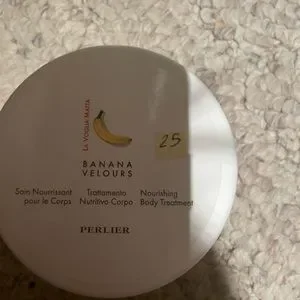 LA VOGLIA MATTA
25
BANANA
VELOURS
Soin Nourrissant
pour le Corps
Trattamento
Nutritivo Corpo
Nourishing
Body Treatment
PERLIER